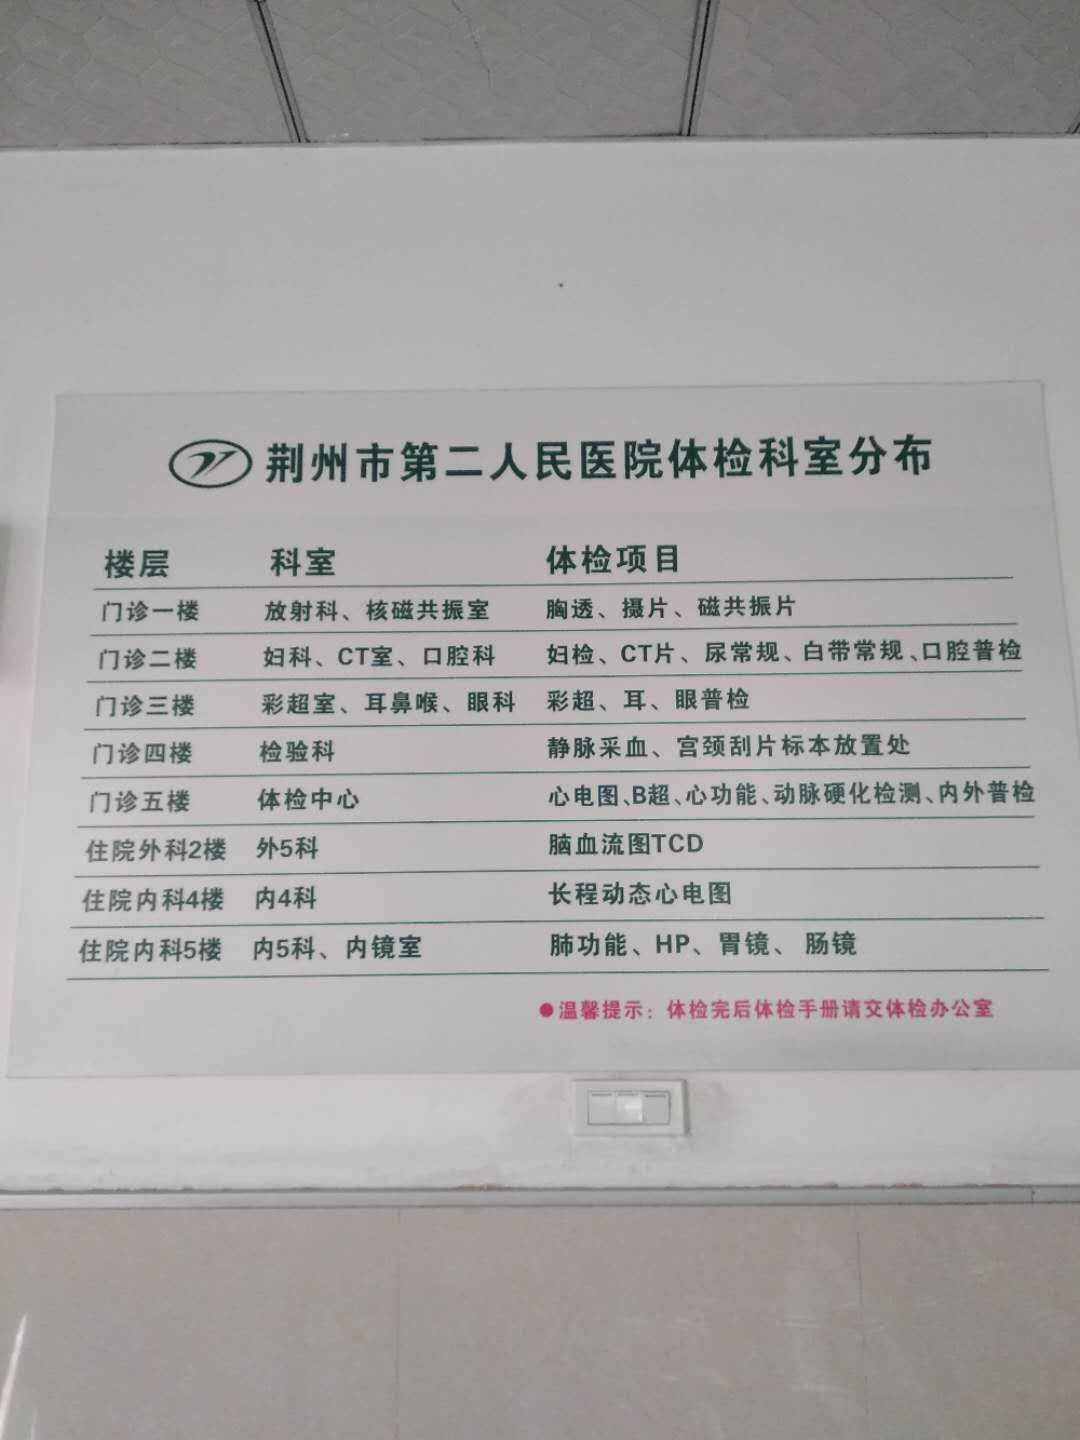 荆州市第二人民医院体检科室分布
楼层 科室 体检项目
门诊一楼 放射科、核磁共振室 胸透、摄片、磁共振片
门诊二楼 妇科、CT室、口腔科 妇检、CT片、尿常规、白带常规、口腔普检
门诊三楼 彩超室、耳鼻喉、眼科 彩超、耳、眼普检
门诊四楼 检验科 静脉采血、宫颈刮片标本放置处
门诊五楼 体检中心 心电图、B超、心功能、动脉硬化检测、内外普检
住院外科2楼 外5科 脑血流图TCD
住院内科4楼 内4科 长程动态心电图
住院内科5楼 内5科、内镜室 肺功能、HP、胃镜、肠镜
●温馨提示：体检完后体检手册请交体检办公室